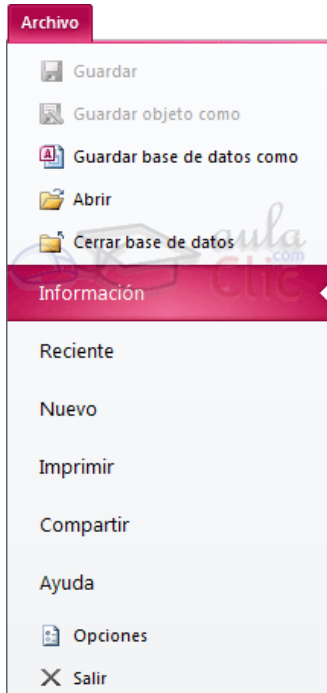 Archivo
Guardar
Guardar objeto como
Guardar base de datos como
Abrir
Cerrar base de datos
aula
Clic
.com
Información
Reciente
Nuevo
Imprimir
Compartir
Ayuda
Opciones
Salir